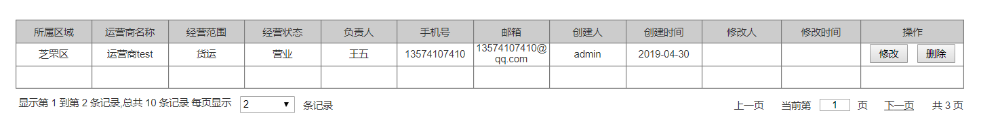 所属区域 运营商名称 经营范围 经营状态 负责人 手机号 邮箱 创建人 创建时间 修改人 修改时间 操作
芝罘区 运营商test 货运 营业 王五 13574107410 13574107410@qq.com admin 2019-04-30 修改 删除
显示第 1 到第 2 条记录,总共 10 条记录 每页显示 2 条记录 上一页 当前第 1 页 下一页 共 3 页